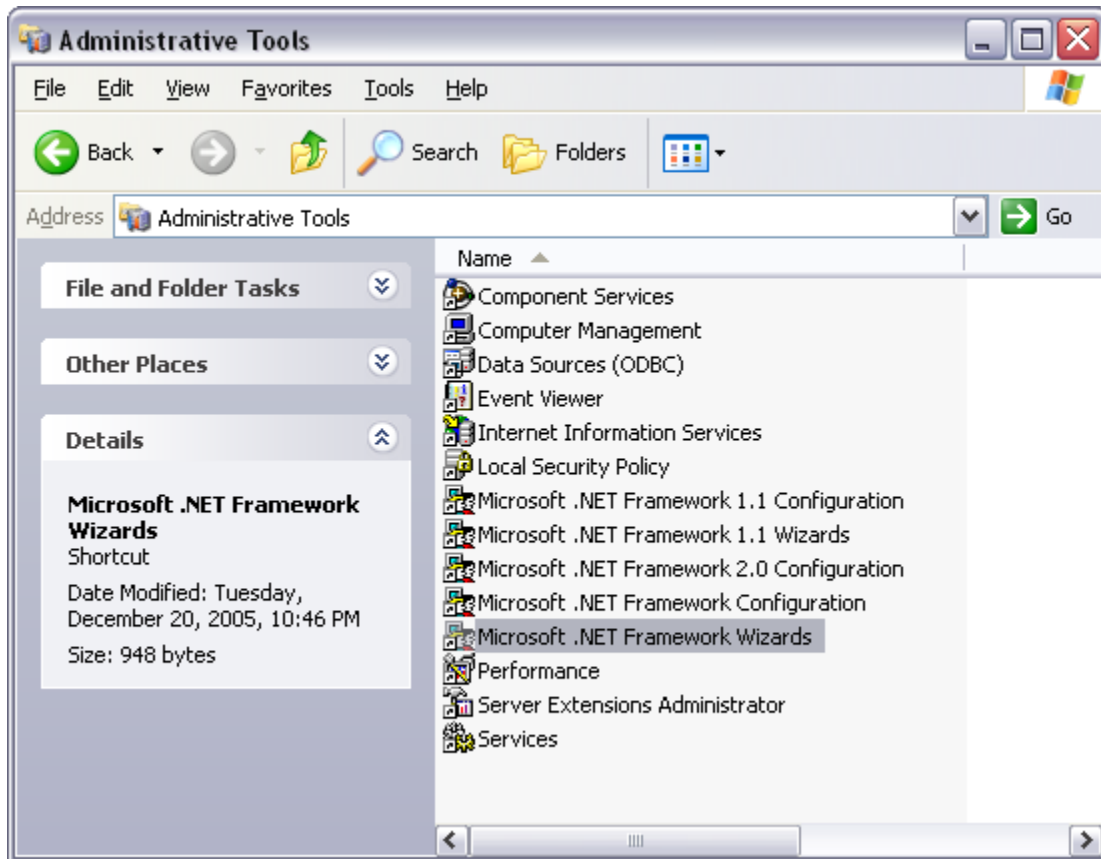 Administrative Tools
File Edit View Favorites Tools Help
Back Search Folders
Address Administrative Tools Go
File and Folder Tasks
Other Places
Details
Microsoft .NET Framework
Wizards
Shortcut
Date Modified: Tuesday,
December 20, 2005, 10:46 PM
Size: 948 bytes
Name
Component Services
Computer Management
Data Sources (ODBC)
Event Viewer
Internet Information Services
Local Security Policy
Microsoft .NET Framework 1.1 Configuration
Microsoft .NET Framework 1.1 Wizards
Microsoft .NET Framework 2.0 Configuration
Microsoft .NET Framework Configuration
Microsoft .NET Framework Wizards
Performance
Server Extensions Administrator
Services